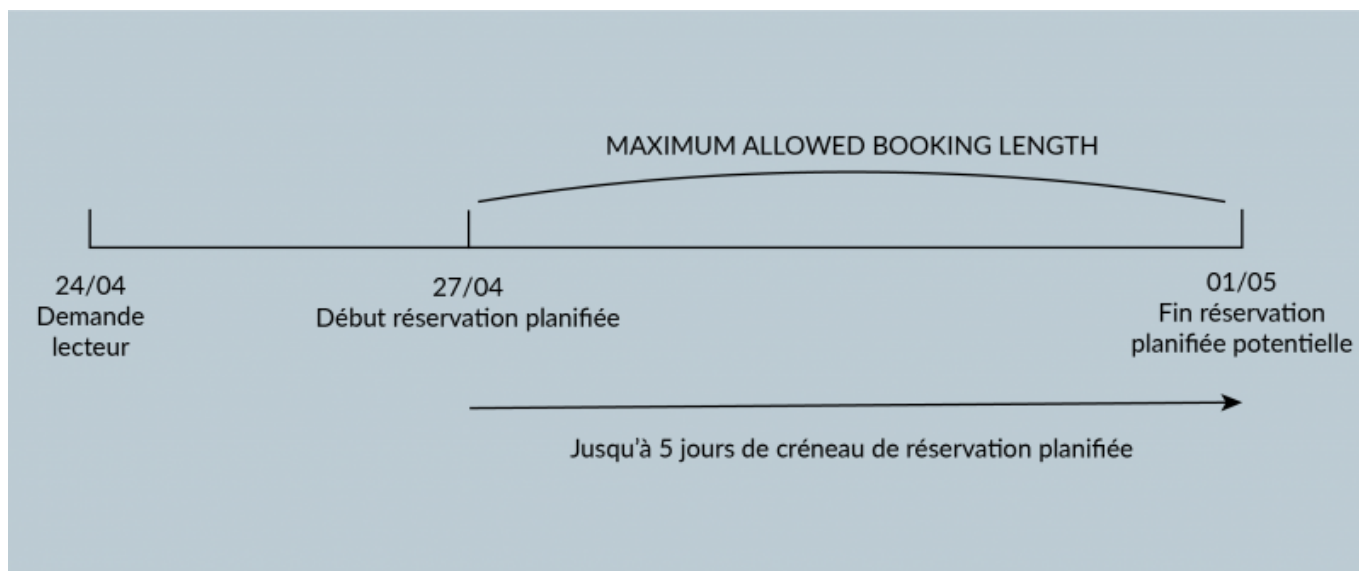 MAXIMUM ALLOWED BOOKING LENGTH
24/04
Demande
lecteur
27/04
Début réservation planifiée
01/05
Fin réservation
planifiée potentielle
Jusqu'à 5 jours de créneau de réservation planifiée